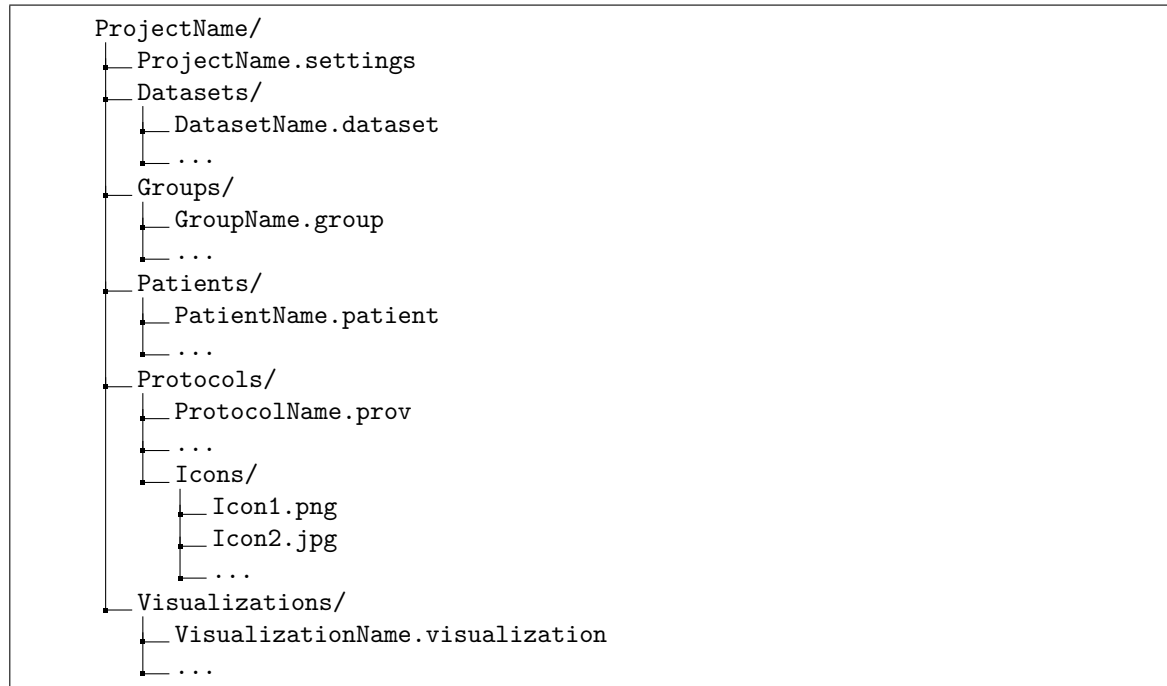 ProjectName/
ProjectName.settings
Datasets/
DatasetName.dataset
...
Groups/
GroupName.group
...
Patients/
PatientName.patient
...
Protocols/
ProtocolName.prov
...
Icons/
Icon1.png
Icon2.jpg
...
Visualizations/
VisualizationName.visualization
...